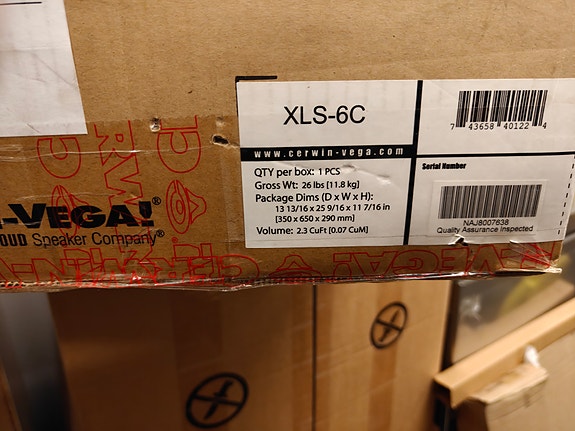 XLS-6C
www.cerwin-vega.com
QTY per box: 1 PCS
Gross Wt: 26 lbs [11.8 kg]
Package Dims (D x W x H):
13 13/16 x 25 9/16 x 11 7/16 in
[350 x 650 x 290 mm]
Volume: 2.3 CuFt [0.07 CuM]
7 43658 40122 4
Serial Number
NAJ8007638
Quality Assurance Inspected
-VEGA!®
OUD Speaker Company®